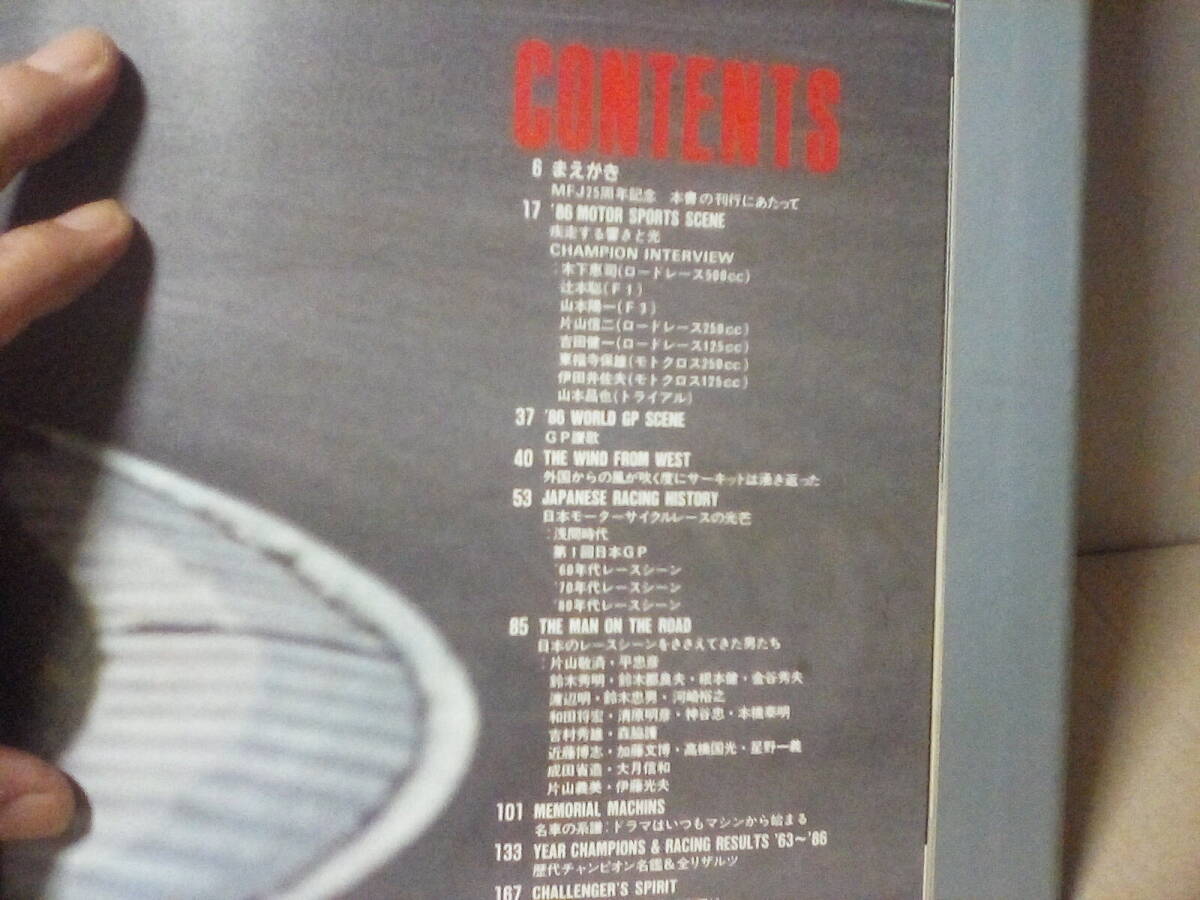 CONTENTS
6 まえがき
MFJ25周年記念 本書の刊行にあたって
17 '86 MOTOR SPORTS SCENE
疾走する響きと光
CHAMPION INTERVIEW
:木下恵司(ロードレース500cc)
辻本聡(F1)
山本陽一(F3)
片山信二(ロードレース250cc)
吉田健一(ロードレース125cc)
東福寺保雄(モトクロス250cc)
伊田井佐夫(モトクロス125cc)
山本昌也(トライアル)
37 '86 WORLD GP SCENE
GP讃歌
40 THE WIND FROM WEST
外国からの風が吹く度にサーキットは湧き返った
53 JAPANESE RACING HISTORY
日本モーターサイクルレースの光芒
:浅間時代
第1回日本GP
'60年代レースシーン
'70年代レースシーン
'80年代レースシーン
85 THE MAN ON THE ROAD
日本のレースシーンをささえてきた男たち
:片山敬済・平忠彦
鈴木秀明・鈴木都良夫・根本健・金谷秀夫
渡辺明・鈴木忠男・河崎裕之
和田将宏・清原明彦・神谷忠・本橋泰明
吉村秀雄・森脇護
近藤博志・加藤文博・高橋国光・星野一義
成田省造・大月信和
片山義美・伊藤光夫
101 MEMORIAL MACHINS
名車の系譜:ドラマはいつもマシンから始まる
133 YEAR CHAMPIONS & RACING RESULTS '63〜'86
歴代チャンピオン名鑑&全リザルツ
167 CHALLENGER'S SPIRIT